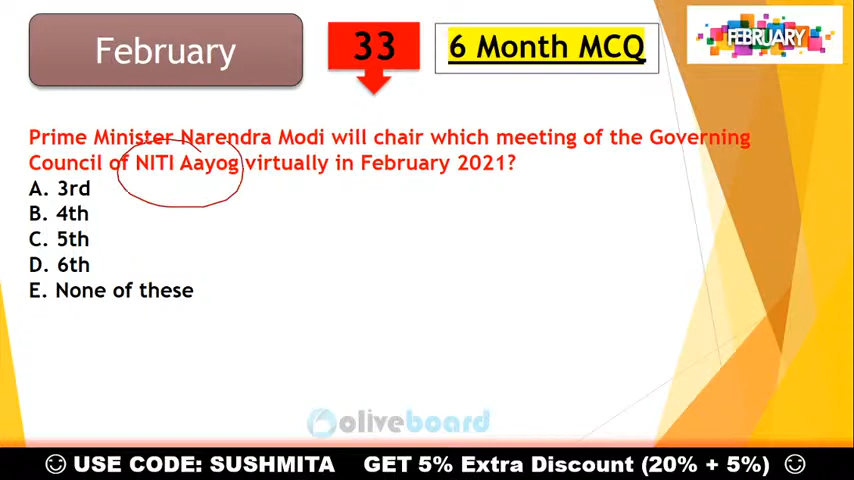 February
33
6 Month MCQ
FEBRUARY
Prime Minister Narendra Modi will chair which meeting of the Governing
Council of NITI Aayog virtually in February 2021?
A. 3rd
B. 4th
C. 5th
D. 6th
E. None of these
oliveboard
USE CODE: SUSHMITA GET 5% Extra Discount (20% + 5%)